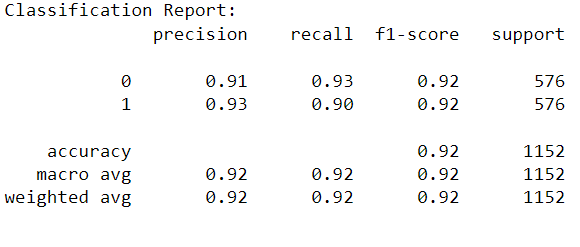 Classification Report:
precision recall f1-score support
0 0.91 0.93 0.92 576
1 0.93 0.90 0.92 576
accuracy 0.92 1152
macro avg 0.92 0.92 0.92 1152
weighted avg 0.92 0.92 0.92 1152